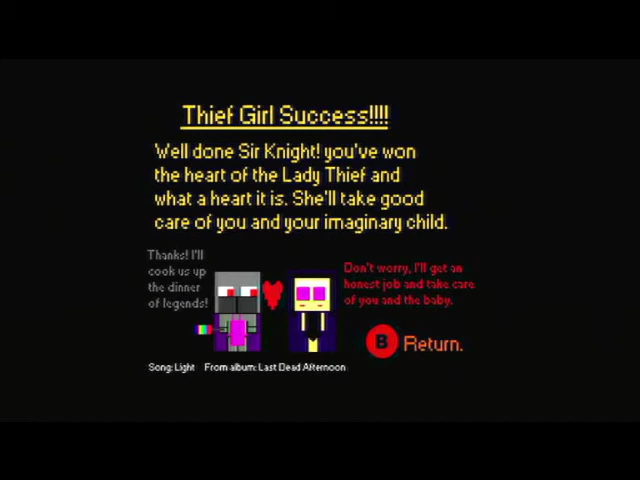 Thief Girl Success!!!!
Well done Sir Knight! you've won
the heart of the Lady Thief and
what a heart it is. She'll take good
care of you and your imaginary child.
Thanks! I'll
cook us up
the dinner
of legends!
Don't worry, I'll get an
honest job and take care
of you and the baby.
B Return.
Song: Light From album: Last Dead Afternoon